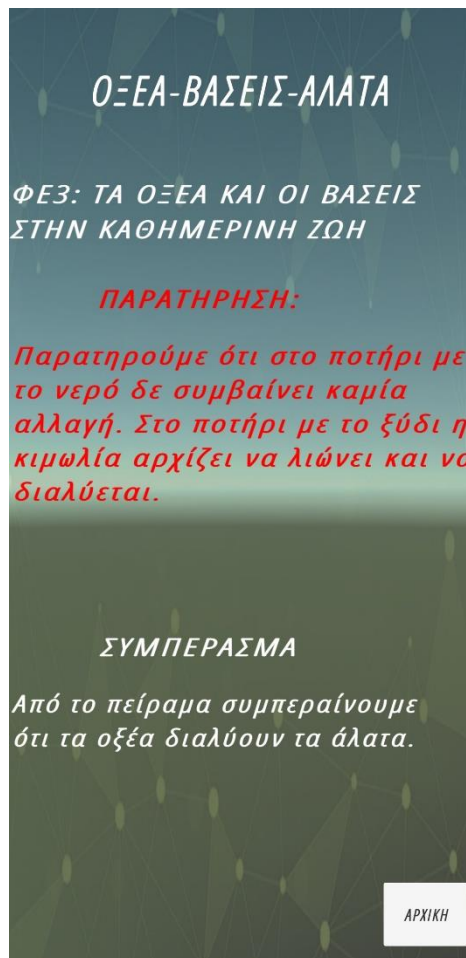 ΟΞΕΑ-ΒΑΣΕΙΣ-ΑΛΑΤΑ
ΦΕ3: ΤΑ ΟΞΕΑ ΚΑΙ ΟΙ ΒΑΣΕΙΣ
ΣΤΗΝ ΚΑΘΗΜΕΡΙΝΗ ΖΩΗ
ΠΑΡΑΤΗΡΗΣΗ:
Παρατηρούμε ότι στο ποτήρι με
το νερό δε συμβαίνει καμία
αλλαγή. Στο ποτήρι με το ξύδι η
κιμωλία αρχίζει να λιώνει και να
διαλύεται.
ΣΥΜΠΕΡΑΣΜΑ
Από το πείραμα συμπεραίνουμε
ότι τα οξέα διαλύουν τα άλατα.
ΑΡΧΙΚΗ